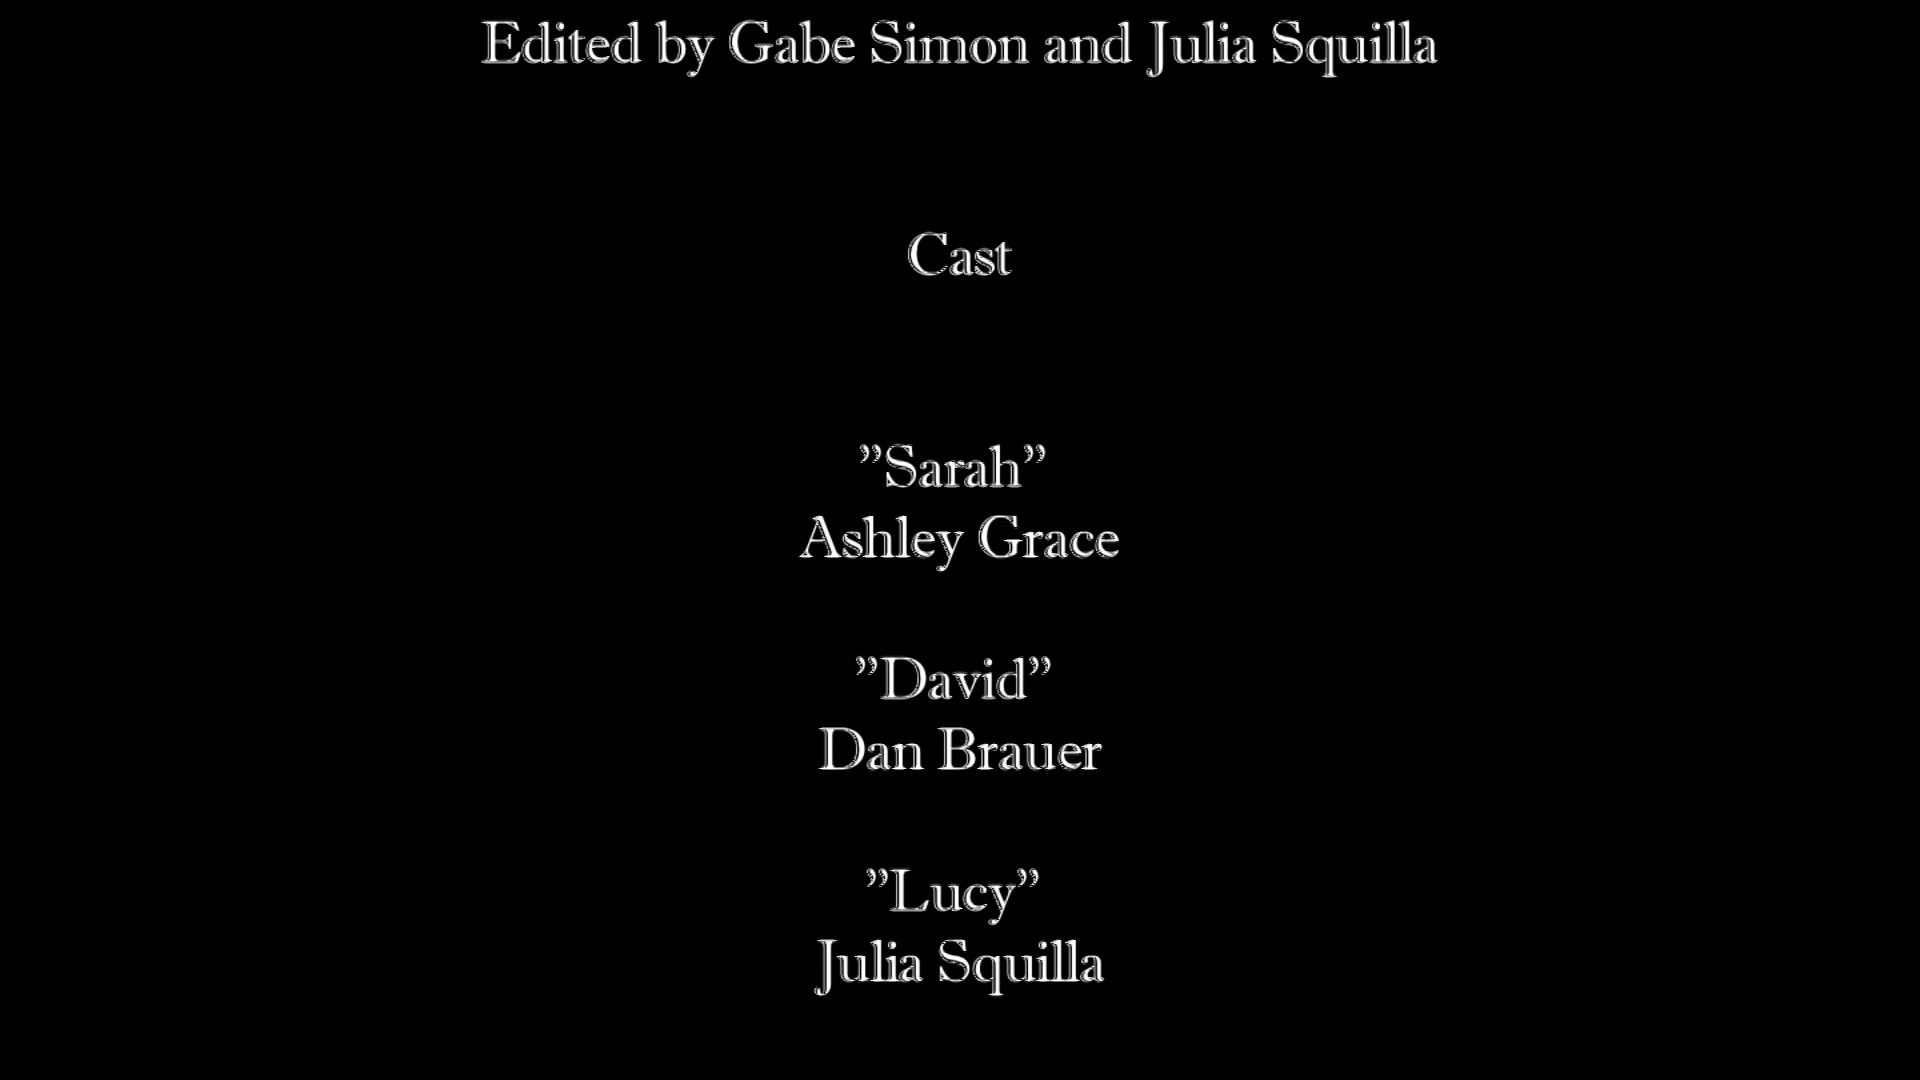 Edited by Gabe Simon and Julia Squilla
Cast
”Sarah”
Ashley Grace
”David”
Dan Brauer
”Lucy”
Julia Squilla